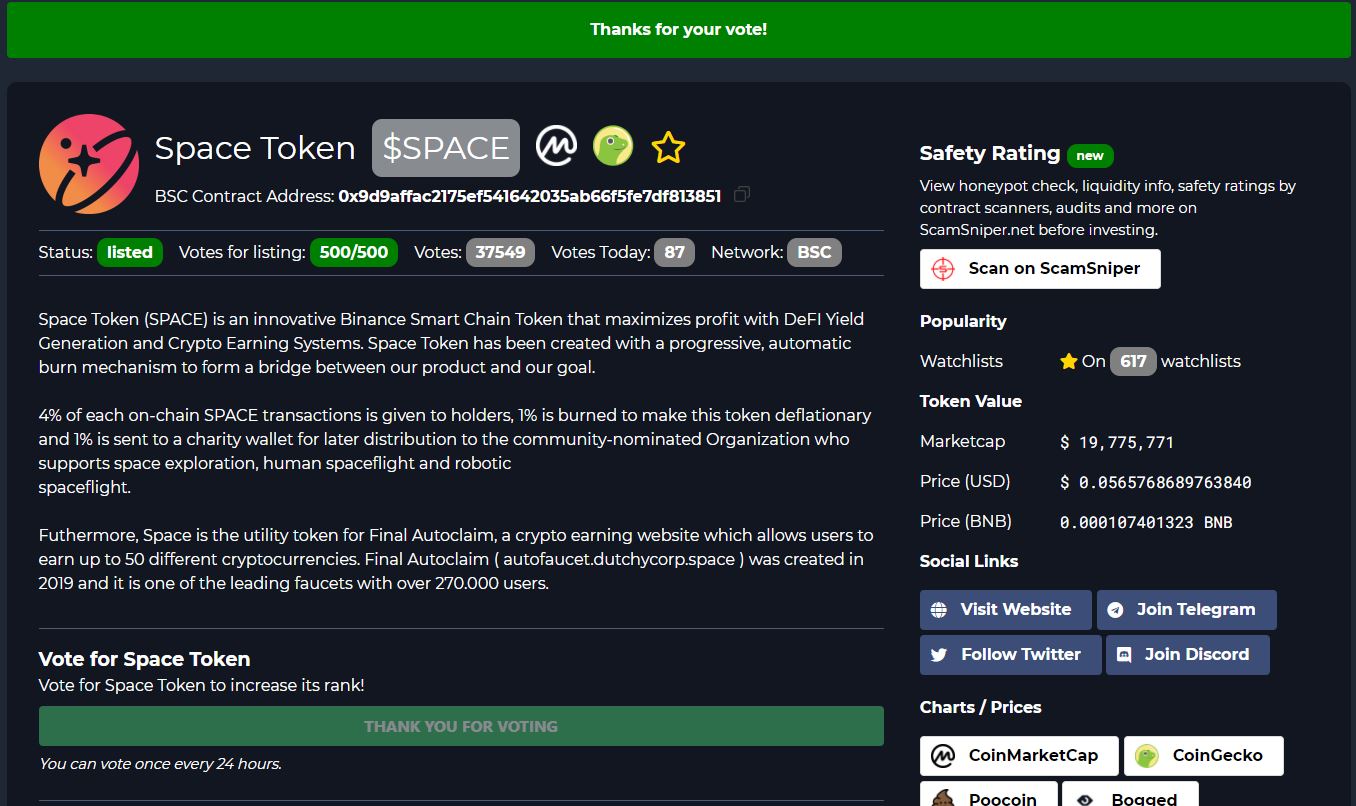 Thanks for your vote!
Space Token $SPACE
BSC Contract Address: 0x9d9affac2175ef541642035ab66f5fe7df813851
Status: listed Votes for listing: 500/500 Votes: 37549 Votes Today: 87 Network: BSC
Space Token (SPACE) is an innovative Binance Smart Chain Token that maximizes profit with DeFI Yield
Generation and Crypto Earning Systems. Space Token has been created with a progressive, automatic
burn mechanism to form a bridge between our product and our goal.
4% of each on-chain SPACE transactions is given to holders, 1% is burned to make this token deflationary
and 1% is sent to a charity wallet for later distribution to the community-nominated Organization who
supports space exploration, human spaceflight and robotic
spaceflight.
Futhermore, Space is the utility token for Final Autoclaim, a crypto earning website which allows users to
earn up to 50 different cryptocurrencies. Final Autoclaim ( autofaucet.dutchycorp.space ) was created in
2019 and it is one of the leading faucets with over 270.000 users.
Vote for Space Token
Vote for Space Token to increase its rank!
THANK YOU FOR VOTING
You can vote once every 24 hours.
Safety Rating new
View honeypot check, liquidity info, safety ratings by
contract scanners, audits and more on
ScamSniper.net before investing.
Scan on ScamSniper
Popularity
Watchlists On 617 watchlists
Token Value
Marketcap $ 19,775,771
Price (USD) $ 0.0565768689763840
Price (BNB) 0.000107401323 BNB
Social Links
Visit Website Join Telegram
Follow Twitter Join Discord
Charts / Prices
CoinMarketCap CoinGecko
Poocoin Bogged